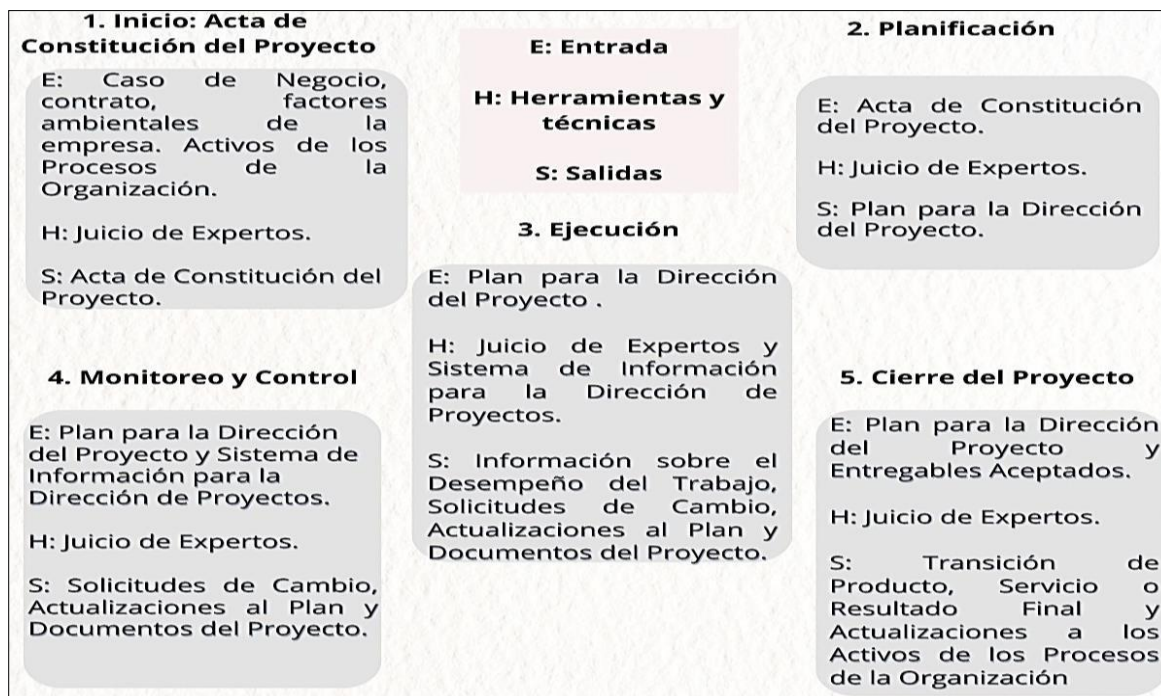 1. Inicio: Acta de
Constitución del Proyecto
E: Caso de Negocio,
contrato, factores
ambientales de la
empresa. Activos de los
Procesos de la
Organización.
H: Juicio de Expertos.
S: Acta de Constitución del
Proyecto.
E: Entrada
H: Herramientas y
técnicas
S: Salidas
2. Planificación
E: Acta de Constitución
del Proyecto.
H: Juicio de Expertos.
S: Plan para la Dirección
del Proyecto.
3. Ejecución
E: Plan para la Dirección
del Proyecto .
H: Juicio de Expertos y
Sistema de Información
para la Dirección de
Proyectos.
S: Información sobre el
Desempeño del Trabajo,
Solicitudes de Cambio,
Actualizaciones al Plan y
Documentos del Proyecto.
4. Monitoreo y Control
E: Plan para la Dirección
del Proyecto y Sistema de
Información para la
Dirección de Proyectos.
H: Juicio de Expertos.
S: Solicitudes de Cambio,
Actualizaciones al Plan y
Documentos del Proyecto.
5. Cierre del Proyecto
E: Plan para la Dirección
del Proyecto y
Entregables Aceptados.
H: Juicio de Expertos.
S: Transición de
Producto, Servicio o
Resultado Final y
Actualizaciones a los
Activos de los Procesos
de la Organización